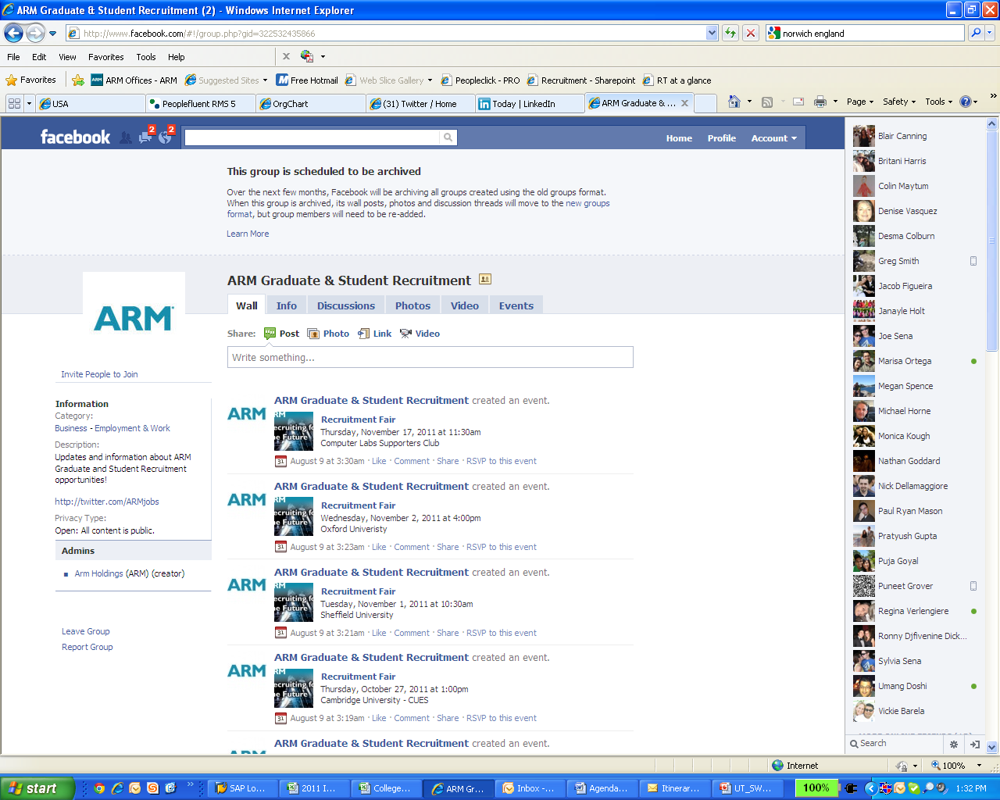 ARM Graduate & Student Recruitment (2) - Windows Internet Explorer
http://www.facebook.com/#!/group.php?gid=322532435866
norwich england
File Edit View Favorites Tools Help
Favorites ARM Offices - ARM Suggested Sites Free Hotmail Web Slice Gallery Peopleclick - PRO Recruitment - Sharepoint RT at a glance
USA Peoplefluent RMS 5 OrgChart (31) Twitter / Home Today | LinkedIn ARM Graduate & ... Page Safety Tools
facebook 2 2 Home Profile Account
This group is scheduled to be archived
Over the next few months, Facebook will be archiving all groups created using the old groups format.
When this group is archived, its wall posts, photos and discussion threads will move to the new groups
format, but group members will need to be re-added.
Learn More
ARM
ARM Graduate & Student Recruitment
Wall Info Discussions Photos Video Events
Share: Post Photo Link Video
Write something...
Invite People to Join
Information
Category:
Business - Employment & Work
Description:
Updates and information about ARM
Graduate and Student Recruitment
opportunities!
http://twitter.com/ARMjobs
Privacy Type:
Open: All content is public.
Admins
Arm Holdings (ARM) (creator)
Leave Group
Report Group
ARM
ARM Graduate & Student Recruitment created an event.
Recruitment Fair
Thursday, November 17, 2011 at 11:30am
Computer Labs Supporters Club
31 August 9 at 3:30am · Like · Comment · Share · RSVP to this event
ARM
ARM Graduate & Student Recruitment created an event.
Recruitment Fair
Wednesday, November 2, 2011 at 4:00pm
Oxford Univeristy
31 August 9 at 3:23am · Like · Comment · Share · RSVP to this event
ARM
ARM Graduate & Student Recruitment created an event.
Recruitment Fair
Tuesday, November 1, 2011 at 10:30am
Sheffield University
31 August 9 at 3:21am · Like · Comment · Share · RSVP to this event
ARM
ARM Graduate & Student Recruitment created an event.
Recruitment Fair
Thursday, October 27, 2011 at 1:00pm
Cambridge University - CUES
31 August 9 at 3:19am · Like · Comment · Share · RSVP to this event
ARM Graduate & Student Recruitment created an event.
Blair Canning
Britani Harris
Colin Maytum
Denise Vasquez
Desma Colburn
Greg Smith
Jacob Figueira
Janayle Holt
Joe Sena
Marisa Ortega
Megan Spence
Michael Horne
Monica Kough
Nathan Goddard
Nick Dellamaggiore
Paul Ryan Mason
Pratyush Gupta
Puja Goyal
Puneet Grover
Regina Verlengiere
Ronny Djfivenine Dick...
Sylvia Sena
Umang Doshi
Vickie Barela
Search
Internet 100%
start SAP Lo... 2011 I... College... ARM Gr... Inbox -... Agenda... Itinerar... UT_SW... 100% 1:32 PM